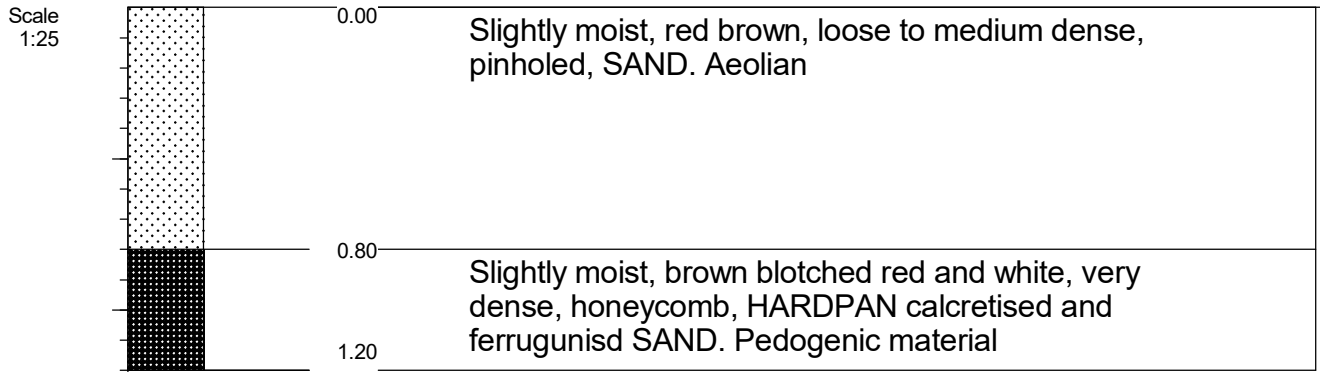 Scale
1:25
0.00
Slightly moist, red brown, loose to medium dense,
pinholed, SAND. Aeolian
0.80
Slightly moist, brown blotched red and white, very
dense, honeycomb, HARDPAN calcretised and
ferrugunisd SAND. Pedogenic material
1.20